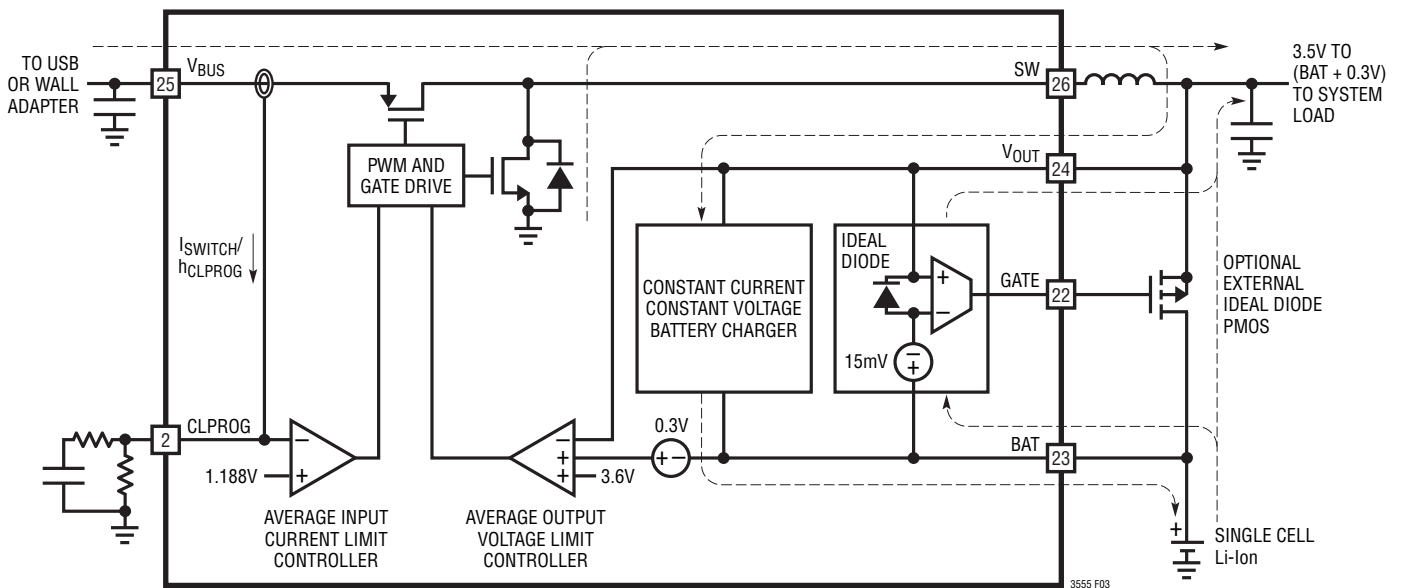 TO USB
OR WALL
ADAPTER
25
VBUS
SW
26
3.5V TO
(BAT + 0.3V)
TO SYSTEM
LOAD
PWM AND
GATE DRIVE
VOUT
24
ISWITCH/
hCLPROG
IDEAL
DIODE
+
−
15mV
−
+
GATE
22
OPTIONAL
EXTERNAL
IDEAL DIODE
PMOS
CONSTANT CURRENT
CONSTANT VOLTAGE
BATTERY CHARGER
2
CLPROG
−
1.188V
+
AVERAGE INPUT
CURRENT LIMIT
CONTROLLER
−
+
+
3.6V
AVERAGE OUTPUT
VOLTAGE LIMIT
CONTROLLER
0.3V
+ −
BAT
23
+
SINGLE CELL
Li-Ion
3555 F03